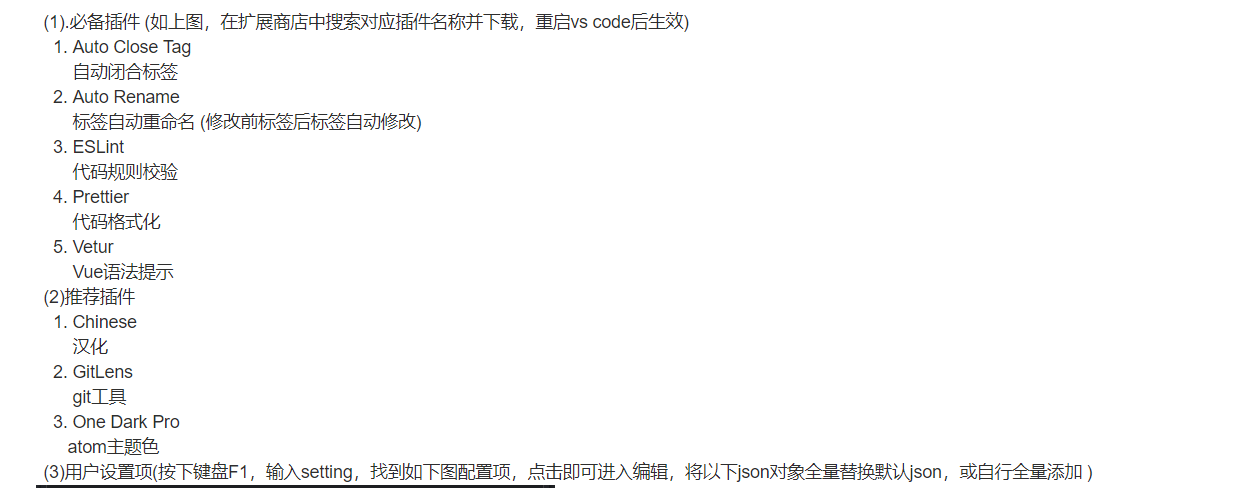 (1).必备插件 (如上图，在扩展商店中搜索对应插件名称并下载，重启vs code后生效)
1. Auto Close Tag
自动闭合标签
2. Auto Rename
标签自动重命名 (修改前标签后标签自动修改)
3. ESLint
代码规则校验
4. Prettier
代码格式化
5. Vetur
Vue语法提示
(2)推荐插件
1. Chinese
汉化
2. GitLens
git工具
3. One Dark Pro
atom主题色
(3)用户设置项(按下键盘F1，输入setting，找到如下图配置项，点击即可进入编辑，将以下json对象全量替换默认json，或自行全量添加 )